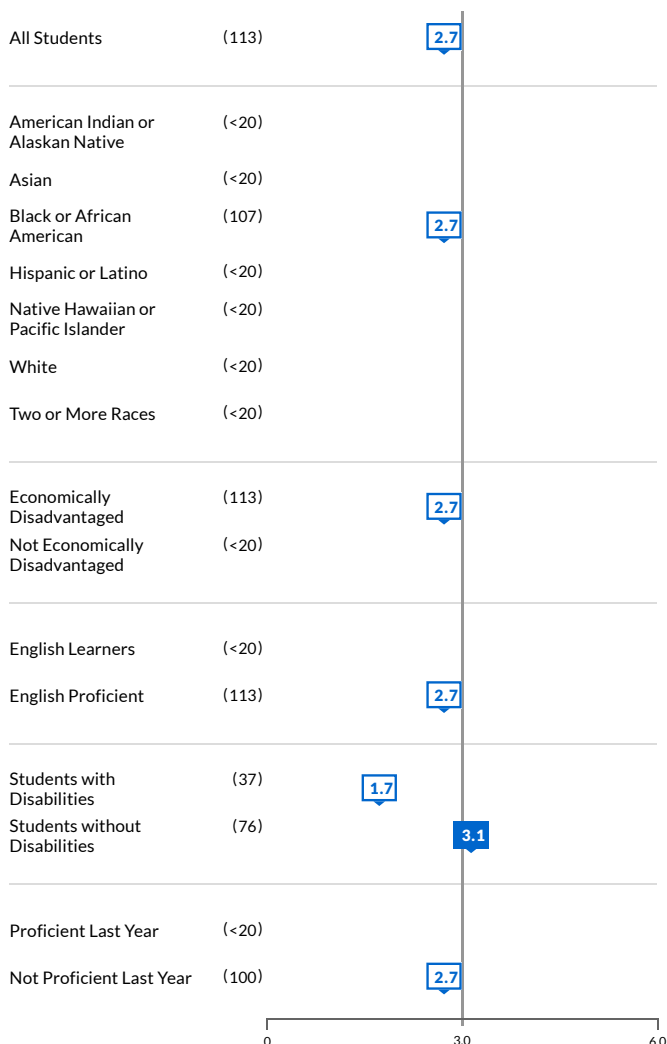 All Students (113) 2.7
American Indian or (<20)
Alaskan Native
Asian (<20)
Black or African (107) 2.7
American
Hispanic or Latino (<20)
Native Hawaiian or (<20)
Pacific Islander
White (<20)
Two or More Races (<20)
Economically (113) 2.7
Disadvantaged
Not Economically (<20)
Disadvantaged
English Learners (<20)
English Proficient (113) 2.7
Students with (37) 1.7
Disabilities
Students without (76) 3.1
Disabilities
Proficient Last Year (<20)
Not Proficient Last Year (100) 2.7
0 3.0 6.0